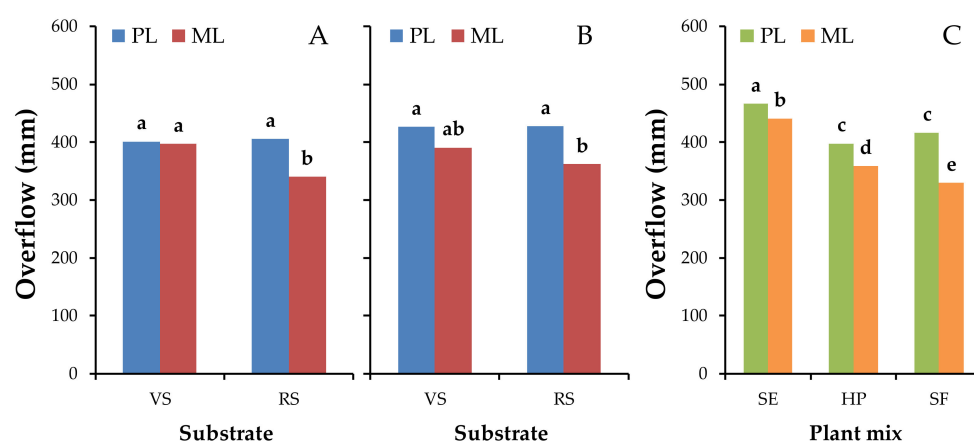 Overflow (mm)
600
500
400
300
200
100
0
PL ML A
a a a b
VS RS
Substrate
PL ML B
a ab a b
VS RS
Substrate
Overflow (mm)
600
500
400
300
200
100
0
PL ML C
a b c d c e
SE HP SF
Plant mix